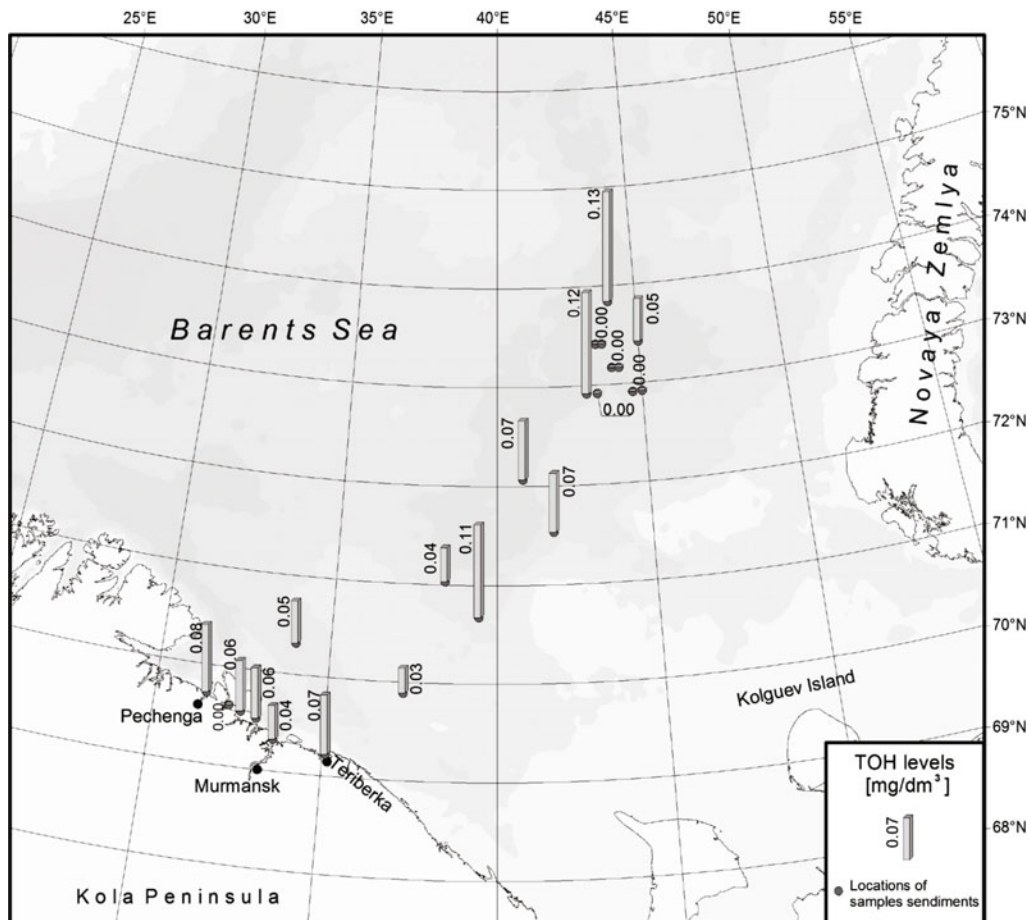 25°E 30°E 35°E 40°E 45°E 50°E 55°E
75°N
74°N
73°N
72°N
71°N
70°N
69°N
68°N
Barents Sea
Novaya Zemlya
0.13
0.12
0.00
0.05
0.00
0.00
0.00
0.07
0.07
0.11
0.04
0.05
0.03
0.08
0.06
0.06
0.00
0.04
0.07
Pechenga
Murmansk
Teriberka
Kolguev Island
Kola Peninsula
TOH levels
[mg/dm³]
0.07
Locations of
samples sendiments